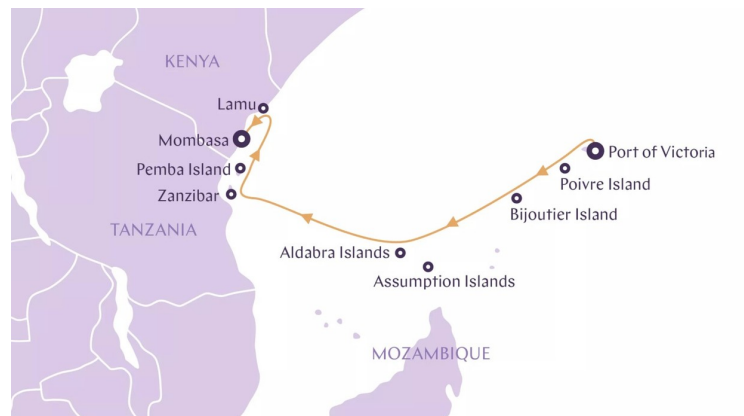 KENYA
Lamu
Mombasa
Port of Victoria
Pemba Island
Poivre Island
Zanzibar
Bijoutier Island
TANZANIA
Aldabra Islands
Assumption Islands
MOZAMBIQUE